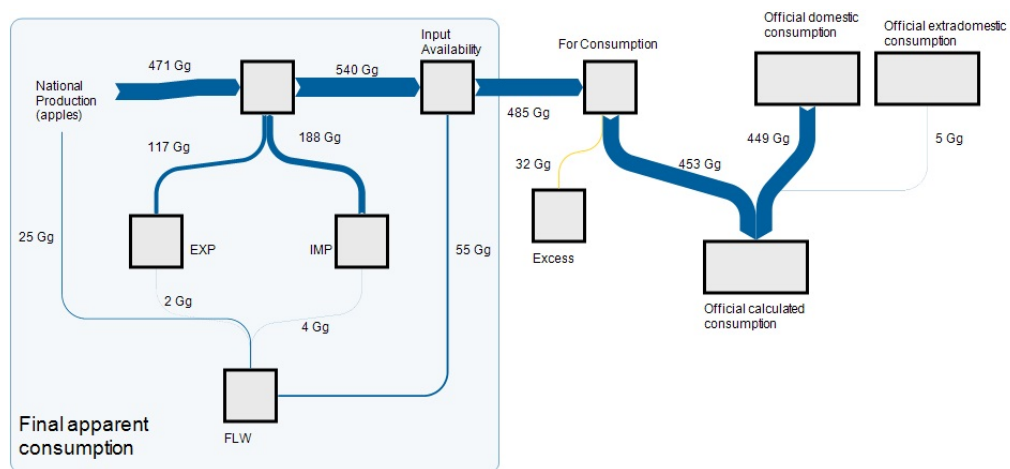 Official domestic
consumption
Official extradomestic
consumption
Input
Availability
For Consumption
471 Gg
540 Gg
National
Production
(apples)
485 Gg
117 Gg
188 Gg
32 Gg
453 Gg
449 Gg
5 Gg
25 Gg
EXP
IMP
55 Gg
Excess
2 Gg
4 Gg
Official calculated
consumption
Final apparent
consumption
FLW